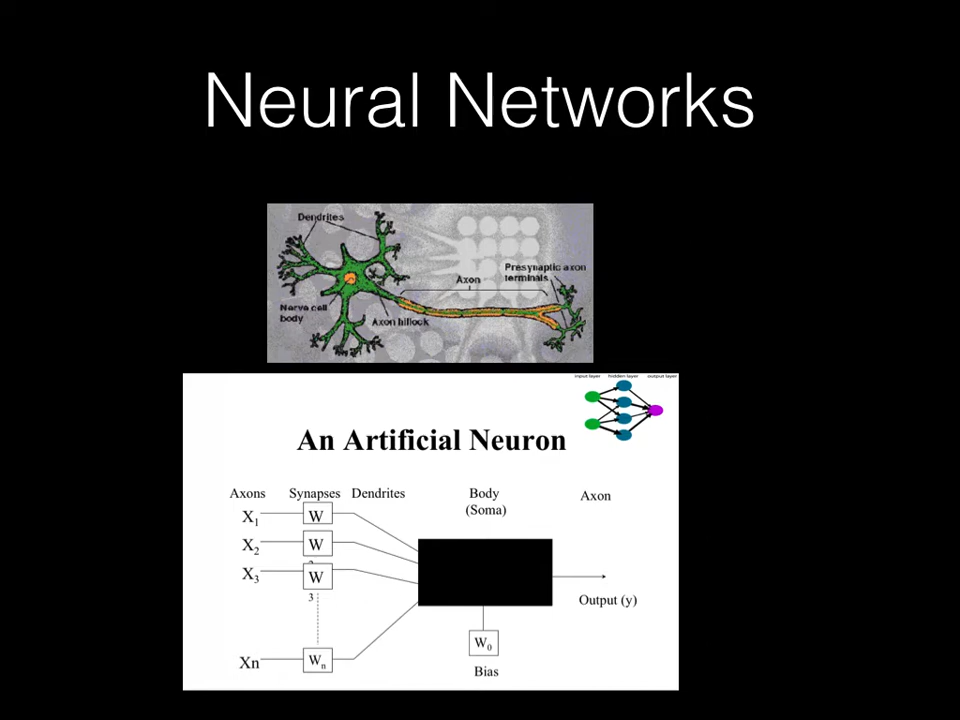 Neural Networks
Dendrites
Presynaptic axon
terminals
Axon
Nerve cell
body
Axon hillock
input layer hidden layer output layer
An Artificial Neuron
Axons Synapses Dendrites Body Axon
(Soma)
X1 W
X2 W
2
X3 W
3
Output (y)
W0
Xn Wn
Bias